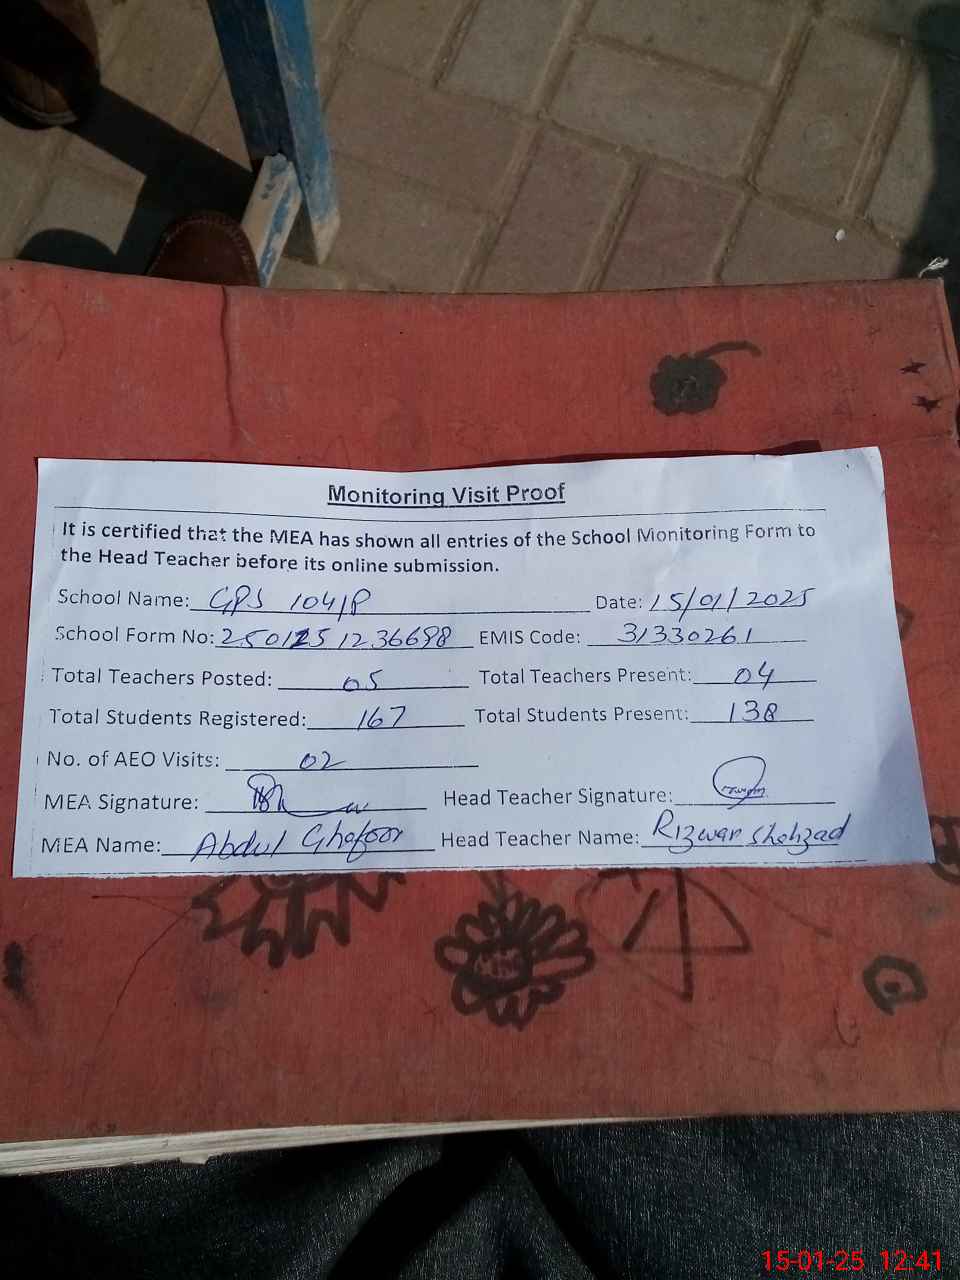 Monitoring Visit Proof
It is certified that the MEA has shown all entries of the School Monitoring Form to
the Head Teacher before its online submission.
School Name: GPS 104/P Date: 15/01/2025
School Form No: 2501251236698 EMIS Code: 31330261
Total Teachers Posted: 05 Total Teachers Present: 04
Total Students Registered: 167 Total Students Present: 138
No. of AEO Visits: 02
MEA Signature: Head Teacher Signature:
MEA Name: Abdul Ghafoor Head Teacher Name: Rizwan Shehzad
15-01-25 12:41